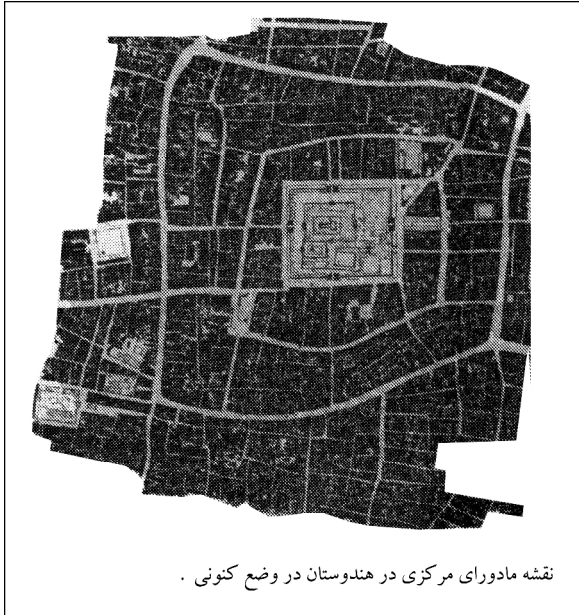 نقشه مادورای مرکزی در هندوستان در وضع کنونی .